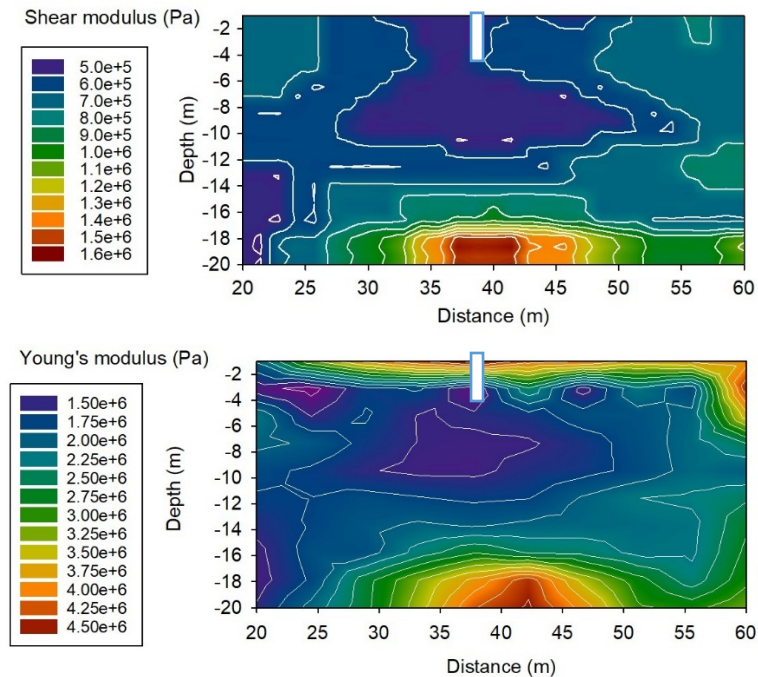 Shear modulus (Pa)
5.0e+5
6.0e+5
7.0e+5
8.0e+5
9.0e+5
1.0e+6
1.1e+6
1.2e+6
1.3e+6
1.4e+6
1.5e+6
1.6e+6
Depth (m)
-2
-4
-6
-8
-10
-12
-14
-16
-18
-20
20 25 30 35 40 45 50 55 60
Distance (m)
Young's modulus (Pa)
1.50e+6
1.75e+6
2.00e+6
2.25e+6
2.50e+6
2.75e+6
3.00e+6
3.25e+6
3.50e+6
3.75e+6
4.00e+6
4.25e+6
4.50e+6
Depth (m)
-2
-4
-6
-8
-10
-12
-14
-16
-18
-20
20 25 30 35 40 45 50 55 60
Distance (m)